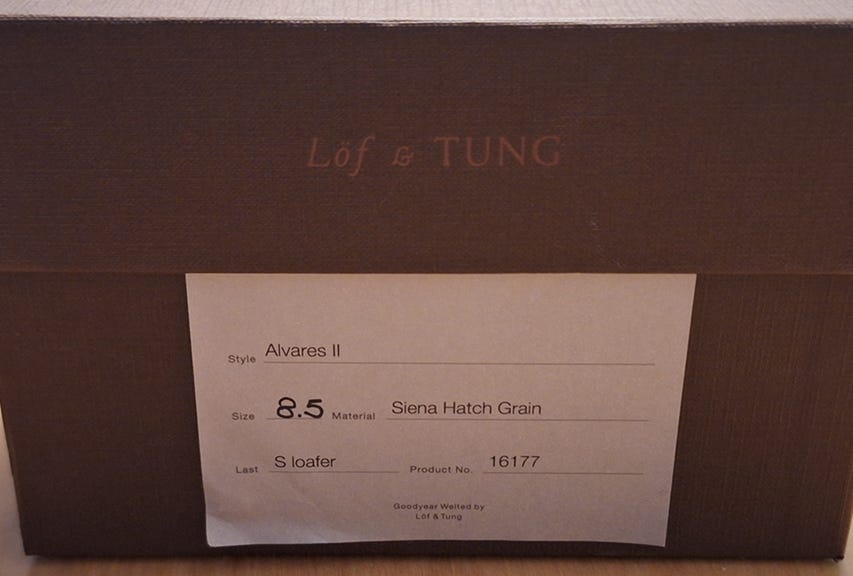 Löf & TUNG
Style Alvares II
Size 8.5 Material Siena Hatch Grain
Last S loafer Product No. 16177
Goodyear Welted by
Löf & Tung